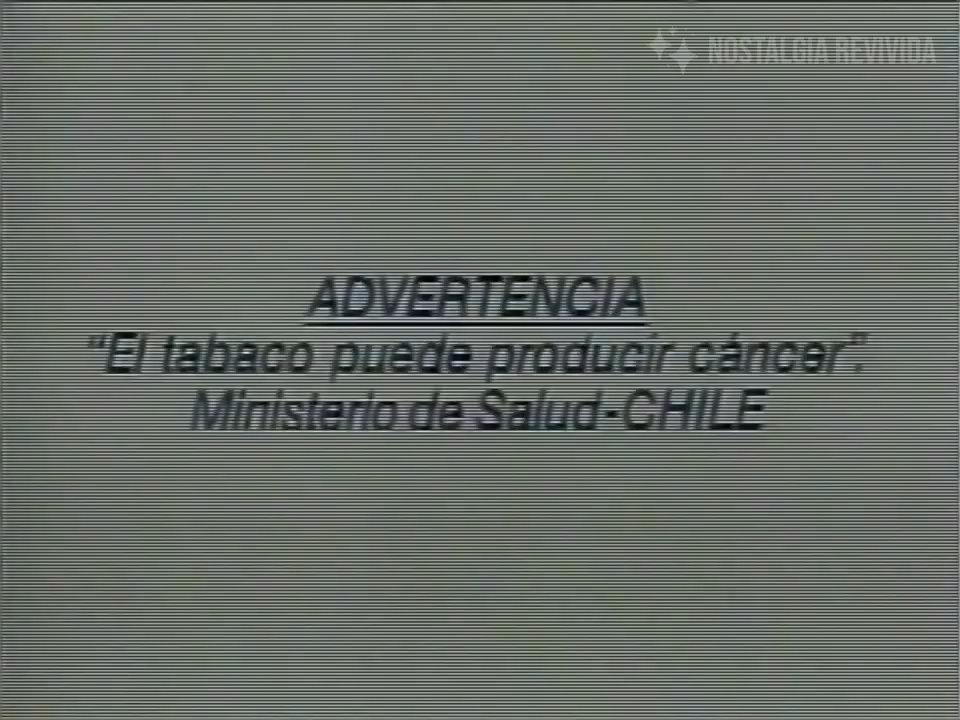 NOSTALGIA REVIVIDA
ADVERTENCIA
“El tabaco puede producir cáncer”.
Ministerio de Salud-CHILE